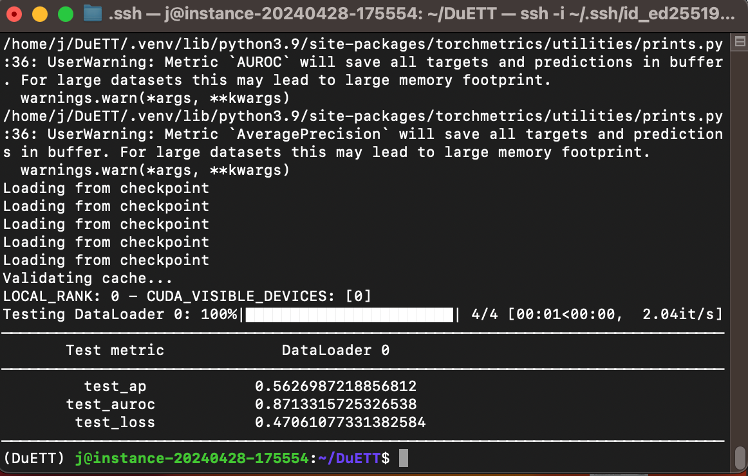 .ssh — j@instance-20240428-175554: ~/DuETT — ssh -i ~/.ssh/id_ed25519...
/home/j/DuETT/.venv/lib/python3.9/site-packages/torchmetrics/utilities/prints.py
:36: UserWarning: Metric `AUROC` will save all targets and predictions in buffer
. For large datasets this may lead to large memory footprint.
  warnings.warn(*args, **kwargs)
/home/j/DuETT/.venv/lib/python3.9/site-packages/torchmetrics/utilities/prints.py
:36: UserWarning: Metric `AveragePrecision` will save all targets and prediction
s in buffer. For large datasets this may lead to large memory footprint.
  warnings.warn(*args, **kwargs)
Loading from checkpoint
Loading from checkpoint
Loading from checkpoint
Loading from checkpoint
Loading from checkpoint
Validating cache...
LOCAL_RANK: 0 - CUDA_VISIBLE_DEVICES: [0]
Testing DataLoader 0: 100%|███████████████████████| 4/4 [00:01<00:00,  2.04it/s]
Test metric DataLoader 0
test_ap 0.5626987218856812
test_auroc 0.8713315725326538
test_loss 0.47061077331382584
(DuETT) j@instance-20240428-175554:~/DuETT$